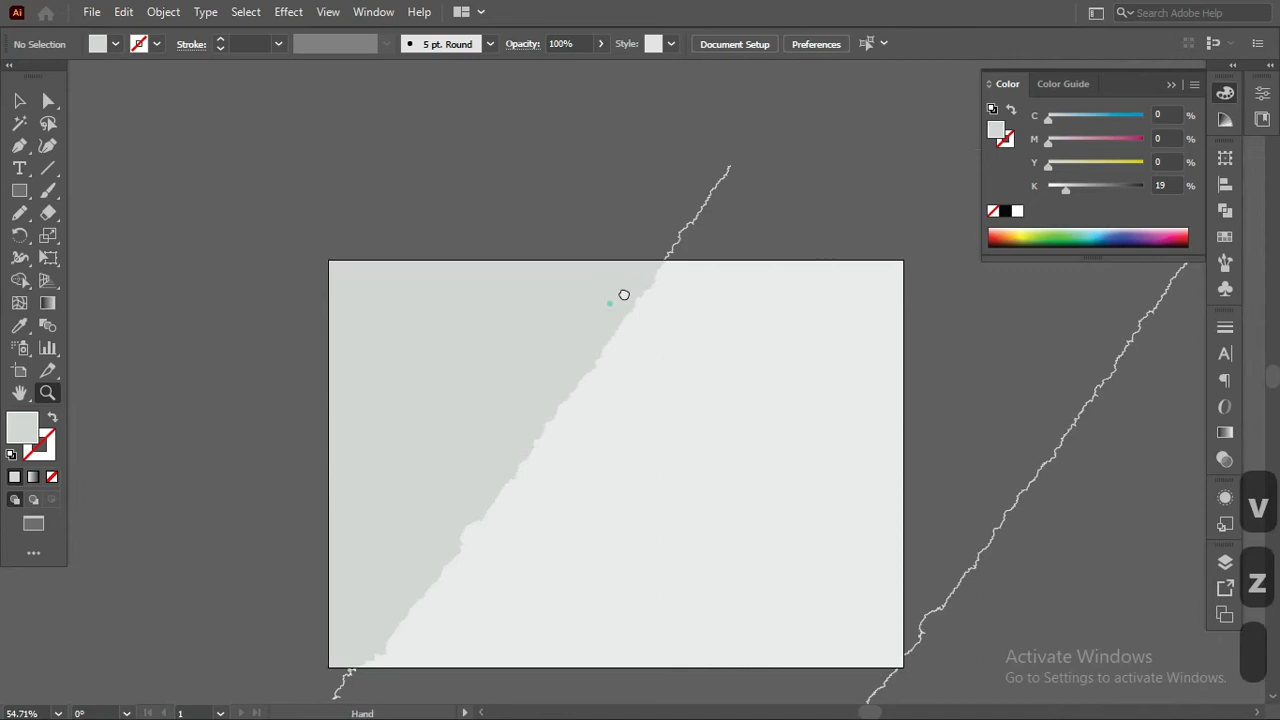 Ai File Edit Object Type Select Effect View Window Help Search Adobe Help
No Selection Stroke: 5 pt. Round Opacity: 100% Style: Document Setup Preferences
Color Color Guide
C 0 %
M 0 %
Y 0 %
K 19 %
V
Z
Activate Windows
Go to Settings to activate Windows.
54.71% 0° 1 Hand